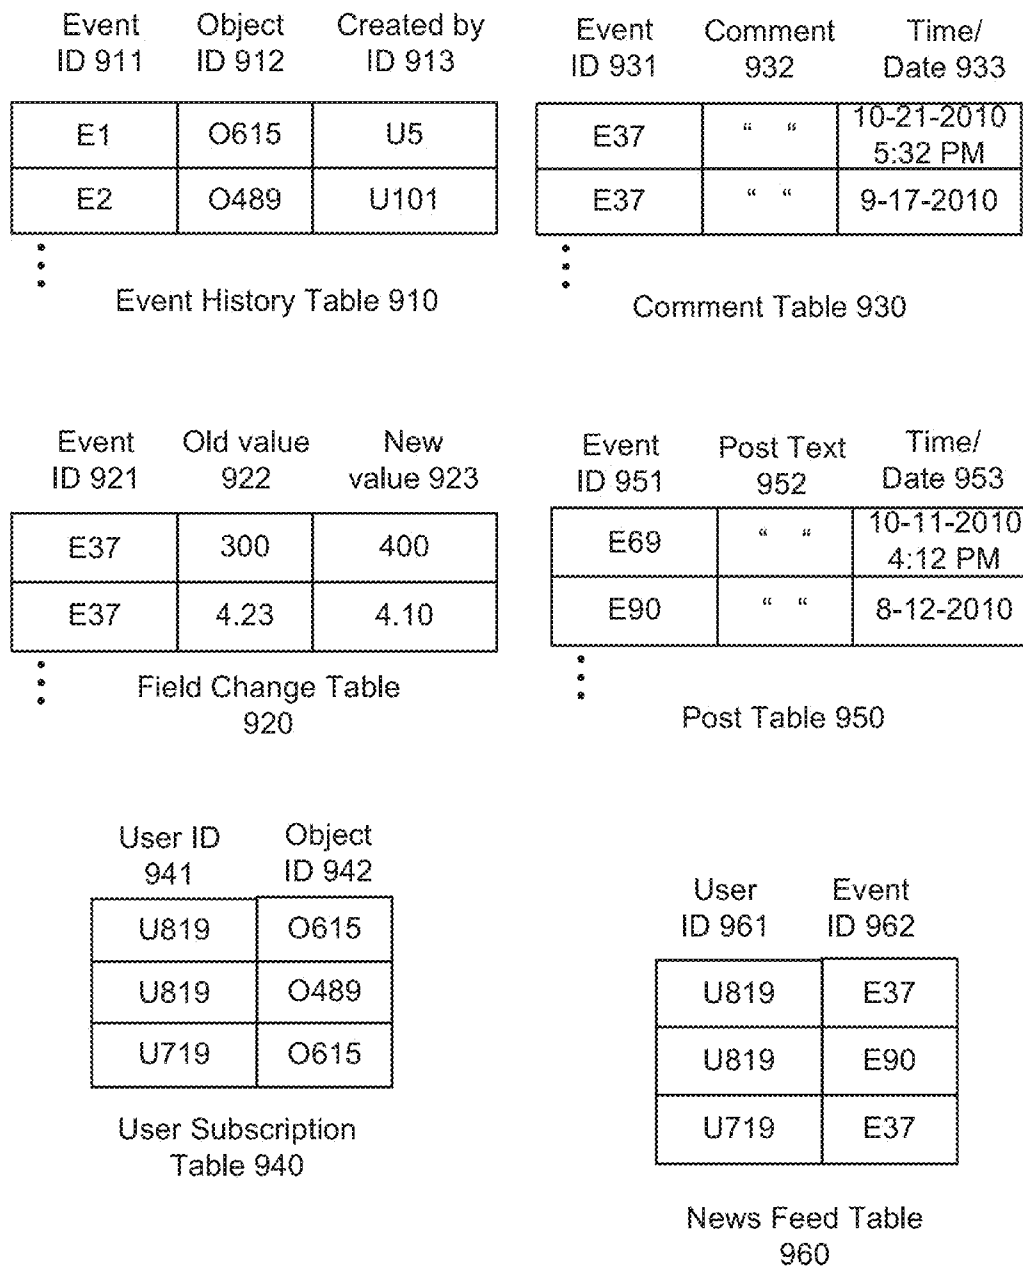 Event Object Created by
ID 911 ID 912 ID 913
E1 O615 U5
E2 O489 U101
Event History Table 910
Event Comment Time/
ID 931 932 Date 933
E37 “ “ 10-21-2010
5:32 PM
E37 “ “ 9-17-2010
Comment Table 930
Event Old value New
ID 921 922 value 923
E37 300 400
E37 4.23 4.10
Field Change Table
920
Event Post Text Time/
ID 951 952 Date 953
E69 “ “ 10-11-2010
4:12 PM
E90 “ “ 8-12-2010
Post Table 950
User ID Object
941 ID 942
U819 O615
U819 O489
U719 O615
User Subscription
Table 940
User Event
ID 961 ID 962
U819 E37
U819 E90
U719 E37
News Feed Table
960